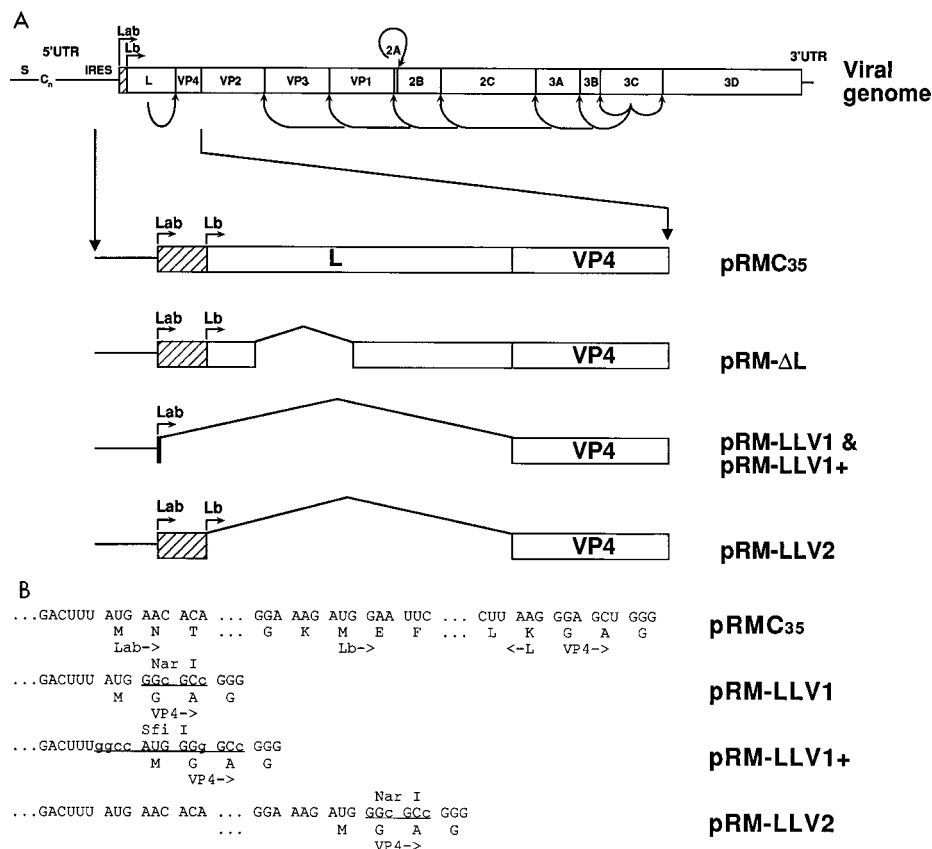 A
Lab
5'UTR
Lb
2A
3'UTR
S
Cn
IRES
L VP4 VP2 VP3 VP1 2B 2C 3A 3B 3C 3D
Viral
genome
Lab Lb
L VP4
pRMC35
Lab Lb
VP4
pRM-ΔL
Lab
VP4
pRM-LLV1 &
pRM-LLV1+
Lab Lb
VP4
pRM-LLV2
B
...GACUUU AUG AAC ACA ... GGA AAG AUG GAA UUC ... CUU AAG GGA GCU GGG
M N T ... G K M E F ... L K G A G
Lab-> Lb-> <-L VP4->
pRMC35
Nar I
...GACUUU AUG GGc GCc GGG
M G A G
VP4->
pRM-LLV1
Sfi I
...GACUUUggcc AUG GGg GCc GGG
M G A G
VP4->
pRM-LLV1+
Nar I
...GACUUU AUG AAC ACA ... GGA AAG AUG GGc GCc GGG
... M G A G
VP4->
pRM-LLV2